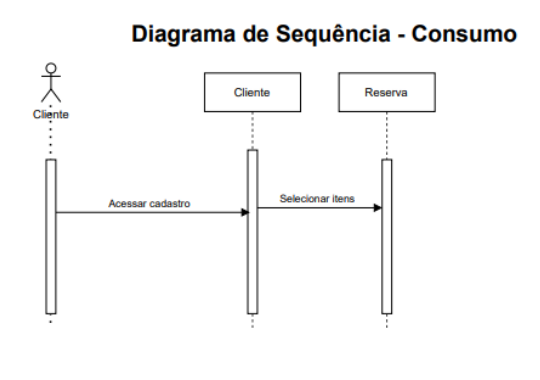 Diagrama de Sequência - Consumo
Cliente
Cliente
Reserva
Acessar cadastro
Selecionar itens